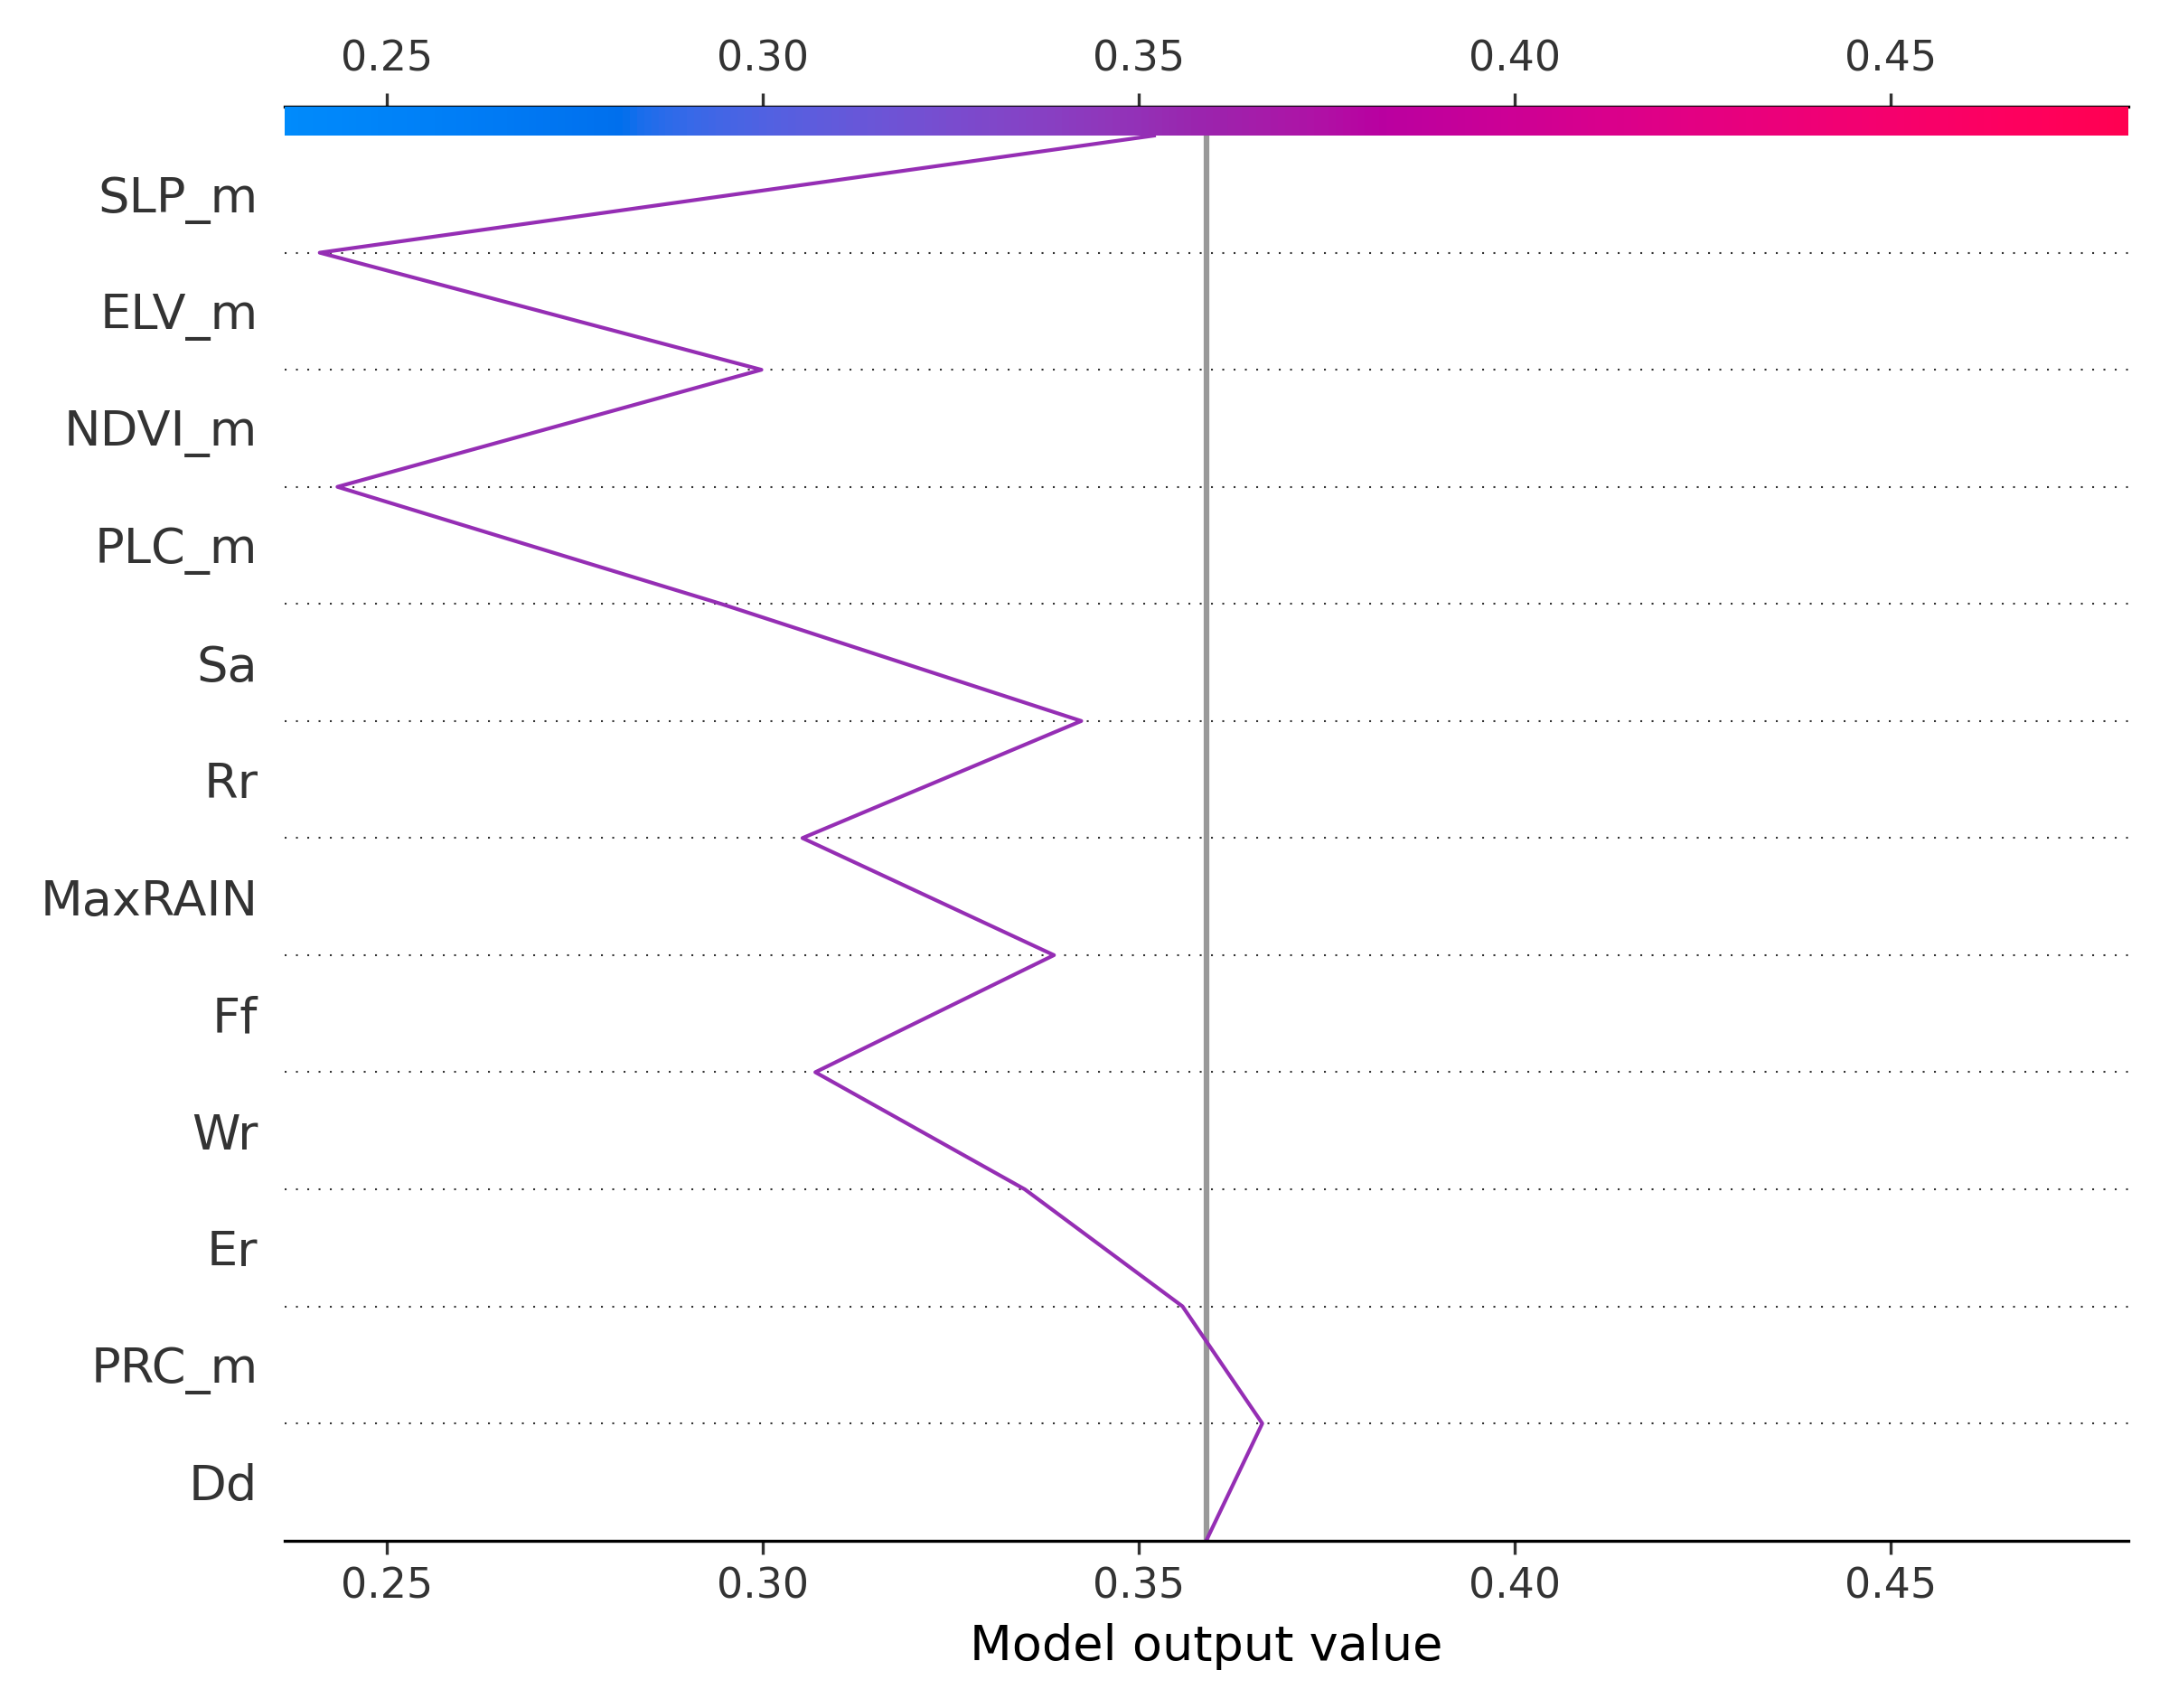 0.25 0.30 0.35 0.40 0.45
SLP_m
ELV_m
NDVI_m
PLC_m
Sa
Rr
MaxRAIN
Ff
Wr
Er
PRC_m
Dd
0.25 0.30 0.35 0.40 0.45
Model output value